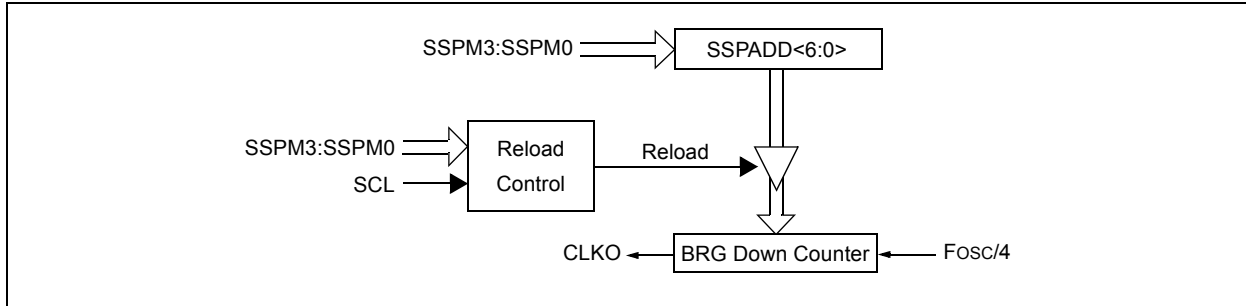 SSPM3:SSPM0
SSPADD<6:0>
SSPM3:SSPM0
SCL
Reload
Control
Reload
CLKO
BRG Down Counter
FOSC/4